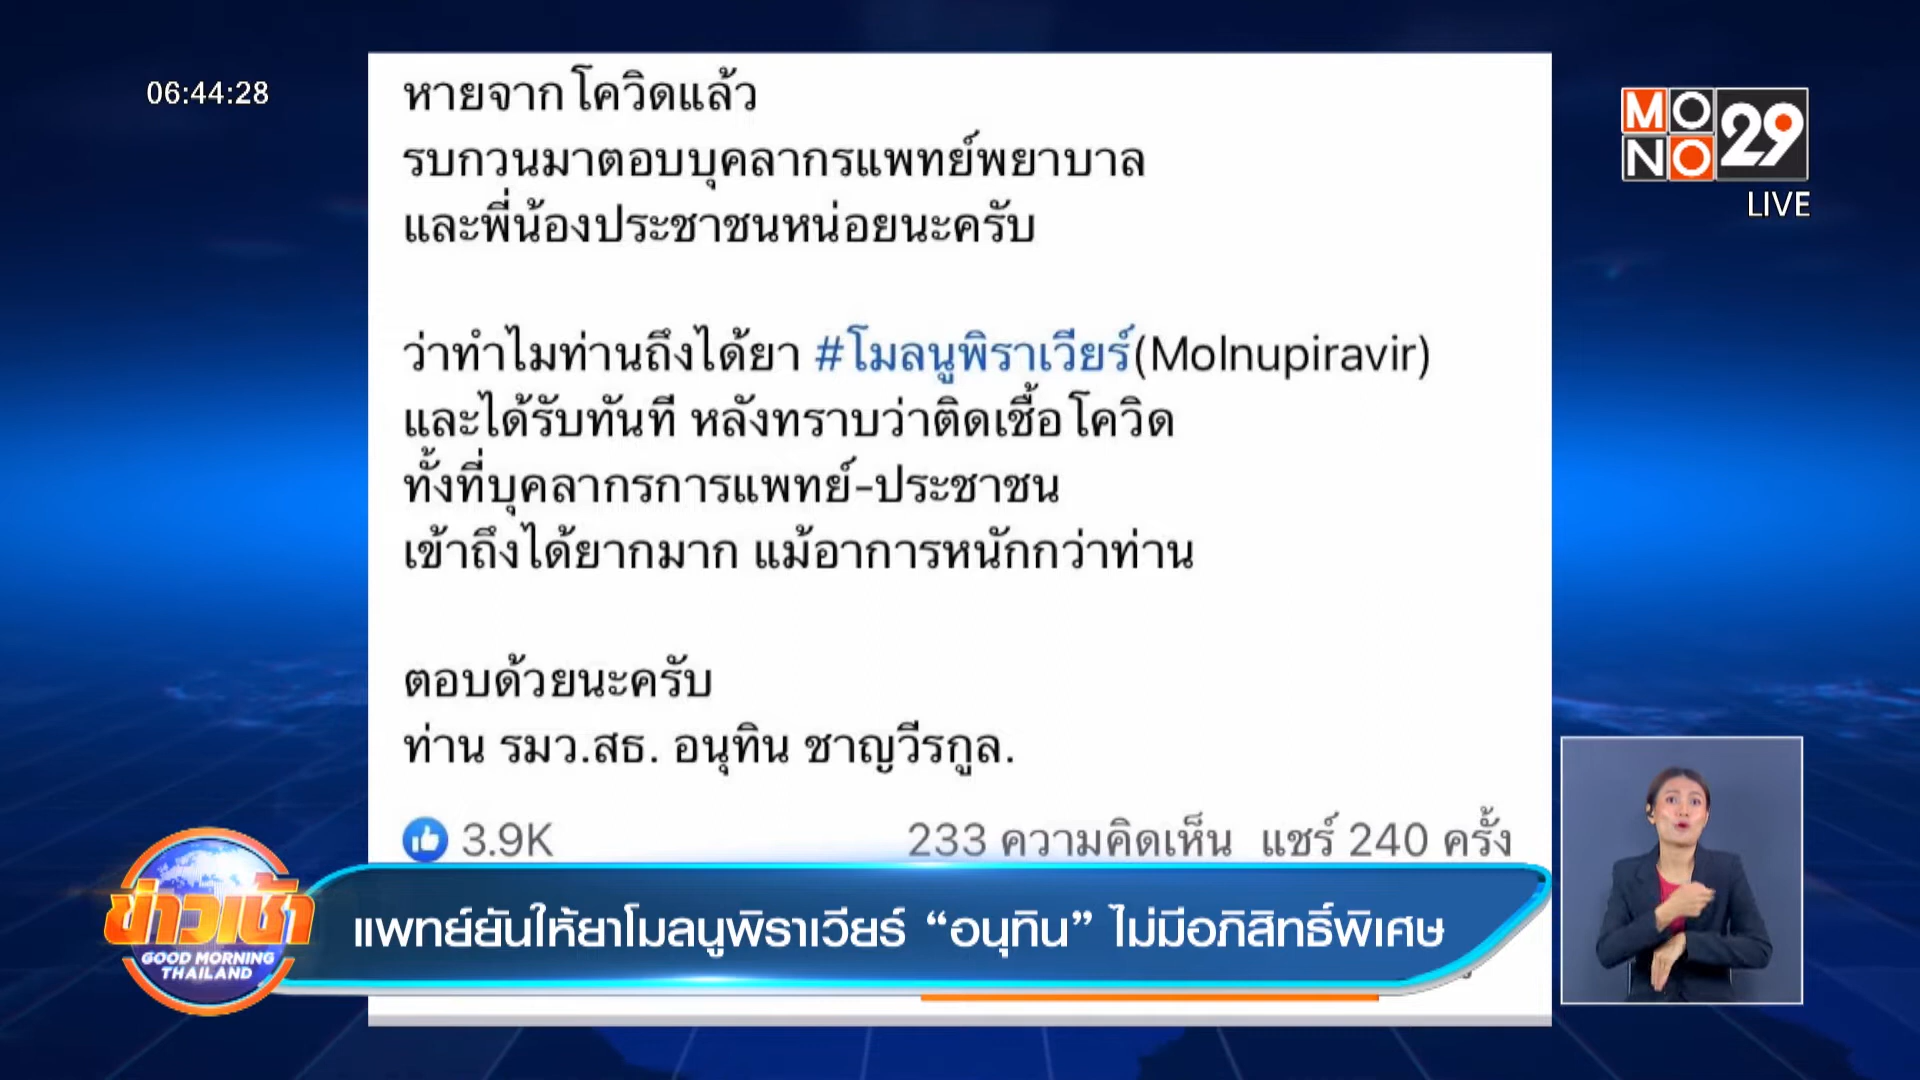 06:44:28
MONO 29
LIVE
หายจากโควิดแล้ว
รบกวนมาตอบบุคลากรแพทย์พยาบาล
และพี่น้องประชาชนหน่อยนะครับ
ว่าทำไมท่านถึงได้ยา #โมลนูพิราเวียร์(Molnupiravir)
และได้รับทันที หลังทราบว่าติดเชื้อโควิด
ทั้งที่บุคลากรการแพทย์-ประชาชน
เข้าถึงได้ยากมาก แม้อาการหนักกว่าท่าน
ตอบด้วยนะครับ
ท่าน รมว.สธ. อนุทิน ชาญวีรกูล.
3.9K
233 ความคิดเห็น แชร์ 240 ครั้ง
ข่าวเช้า
GOOD MORNING
THAILAND
แพทย์ยันให้ยาโมลนูพิราเวียร์ “อนุทิน” ไม่มีอภิสิทธิ์พิเศษ